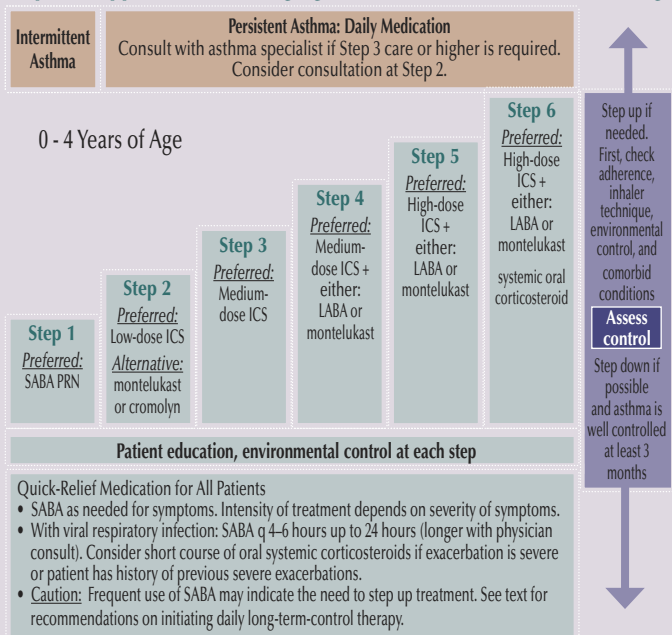 Intermittent
Asthma
Persistent Asthma: Daily Medication
Consult with asthma specialist if Step 3 care or higher is required.
Consider consultation at Step 2.
0 - 4 Years of Age
Step 1
Preferred:
SABA PRN
Step 2
Preferred:
Low-dose ICS
Alternative:
montelukast
or cromolyn
Step 3
Preferred:
Medium-
dose ICS
Step 4
Preferred:
Medium-
dose ICS +
either:
LABA or
montelukast
Step 5
Preferred:
High-dose
ICS +
either:
LABA or
montelukast
Step 6
Preferred:
High-dose
ICS +
either:
LABA or
montelukast
systemic oral
corticosteroid
Step up if
needed.
First, check
adherence,
inhaler
technique,
environmental
control, and
comorbid
conditions
Assess
control
Step down if
possible
and asthma is
well controlled
at least 3
months
Patient education, environmental control at each step
Quick-Relief Medication for All Patients
• SABA as needed for symptoms. Intensity of treatment depends on severity of symptoms.
• With viral respiratory infection: SABA q 4–6 hours up to 24 hours (longer with physician
consult). Consider short course of oral systemic corticosteroids if exacerbation is severe
or patient has history of previous severe exacerbations.
• Caution: Frequent use of SABA may indicate the need to step up treatment. See text for
recommendations on initiating daily long-term-control therapy.